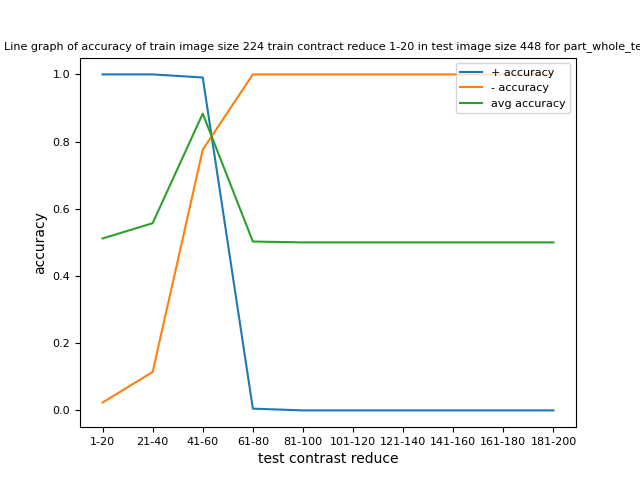 Line graph of accuracy of train image size 224 train contract reduce 1-20 in test image size 448 for part_whole_te
+ accuracy
- accuracy
avg accuracy
1.0
0.8
0.6
0.4
0.2
0.0
accuracy
1-20 21-40 41-60 61-80 81-100 101-120 121-140 141-160 161-180 181-200
test contrast reduce